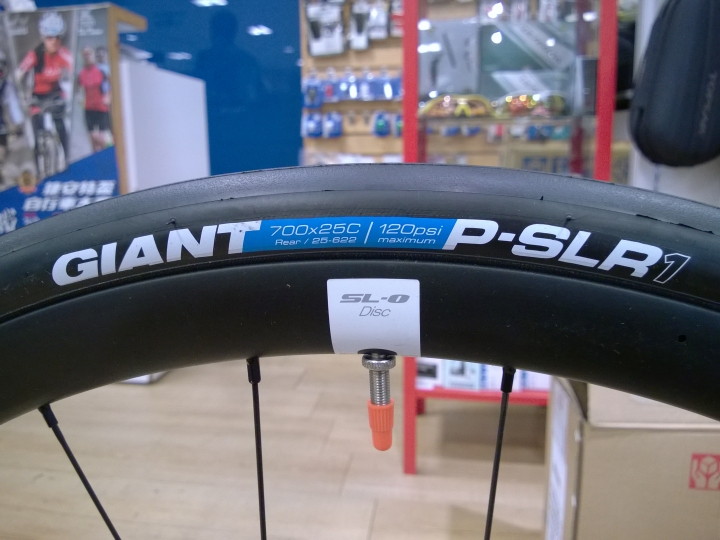 GIANT 700x25C | 120psi P-SLR1
Rear / 25-622 maximum
SL-0
Disc